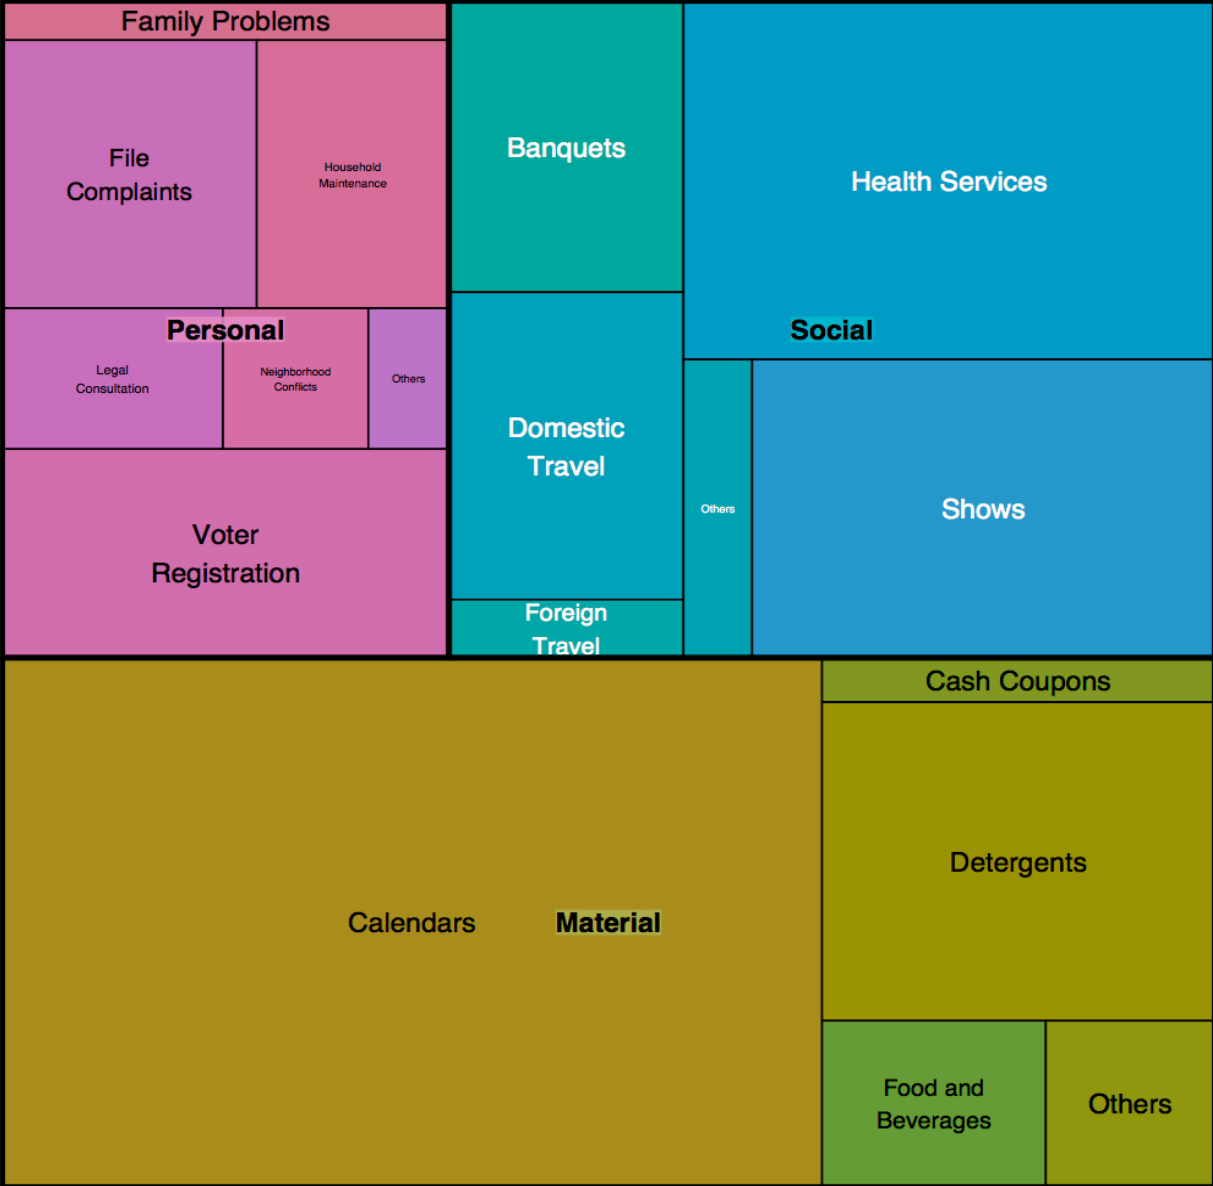 Family Problems
File
Complaints
Household
Maintenance
Personal
Legal
Consultation
Neighborhood
Conflicts
Others
Voter
Registration
Banquets
Health Services
Social
Domestic
Travel
Others
Shows
Foreign
Travel
Cash Coupons
Detergents
Calendars
Material
Food and
Beverages
Others